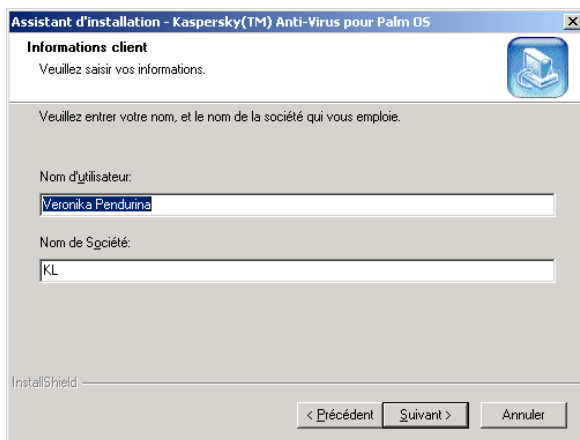 Assistant d'installation - Kaspersky(TM) Anti-Virus pour Palm OS
Informations client
Veuillez saisir vos informations.
Veuillez entrer votre nom, et le nom de la société qui vous emploie.
Nom d'utilisateur:
Veronika Pendurina
Nom de Société:
KL
InstallShield
< Précédent Suivant > Annuler